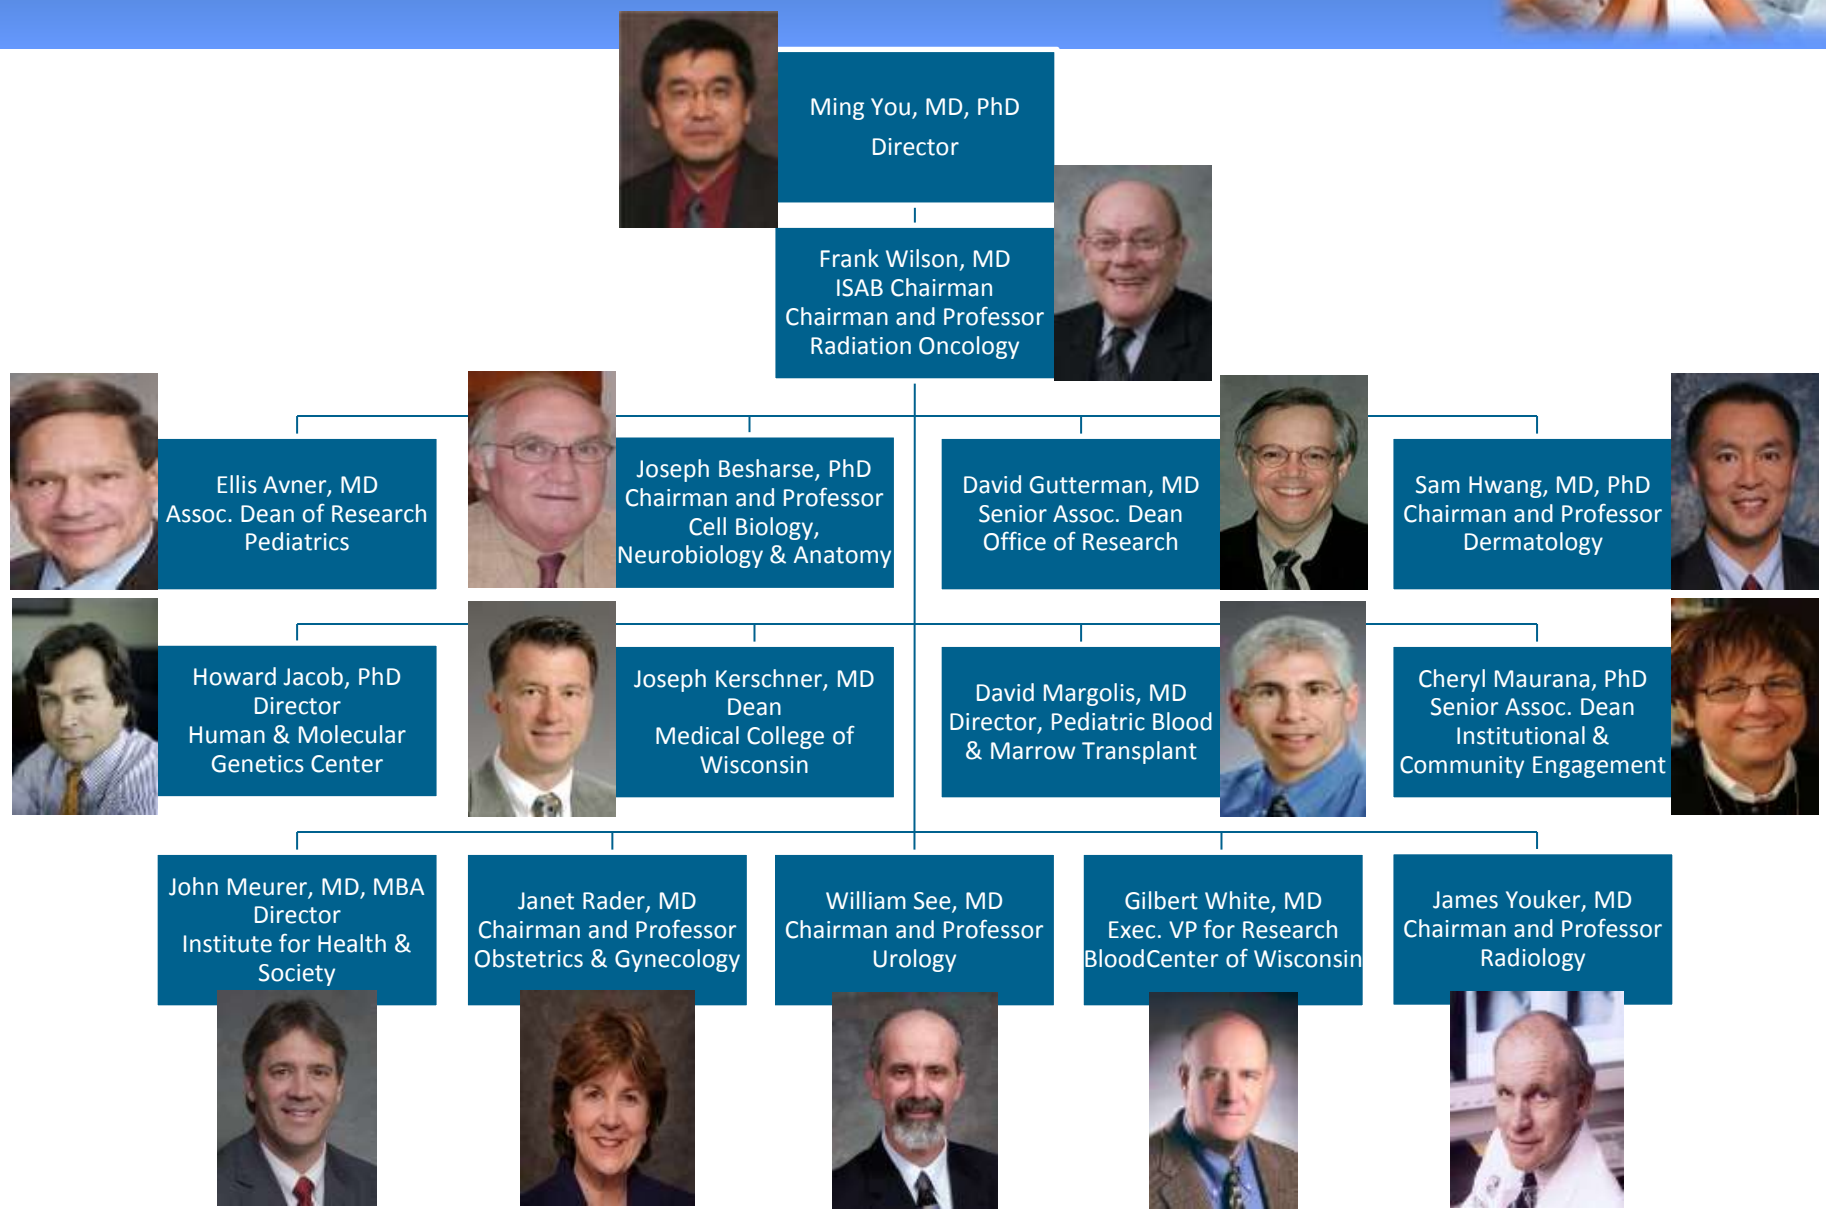 Ming You, MD, PhD
Director
Frank Wilson, MD
ISAB Chairman
Chairman and Professor
Radiation Oncology
Ellis Avner, MD
Assoc. Dean of Research
Pediatrics
Joseph Besharse, PhD
Chairman and Professor
Cell Biology,
Neurobiology & Anatomy
David Gutterman, MD
Senior Assoc. Dean
Office of Research
Sam Hwang, MD, PhD
Chairman and Professor
Dermatology
Howard Jacob, PhD
Director
Human & Molecular
Genetics Center
Joseph Kerschner, MD
Dean
Medical College of
Wisconsin
David Margolis, MD
Director, Pediatric Blood
& Marrow Transplant
Cheryl Maurana, PhD
Senior Assoc. Dean
Institutional &
Community Engagement
John Meurer, MD, MBA
Director
Institute for Health &
Society
Janet Rader, MD
Chairman and Professor
Obstetrics & Gynecology
William See, MD
Chairman and Professor
Urology
Gilbert White, MD
Exec. VP for Research
BloodCenter of Wisconsin
James Youker, MD
Chairman and Professor
Radiology